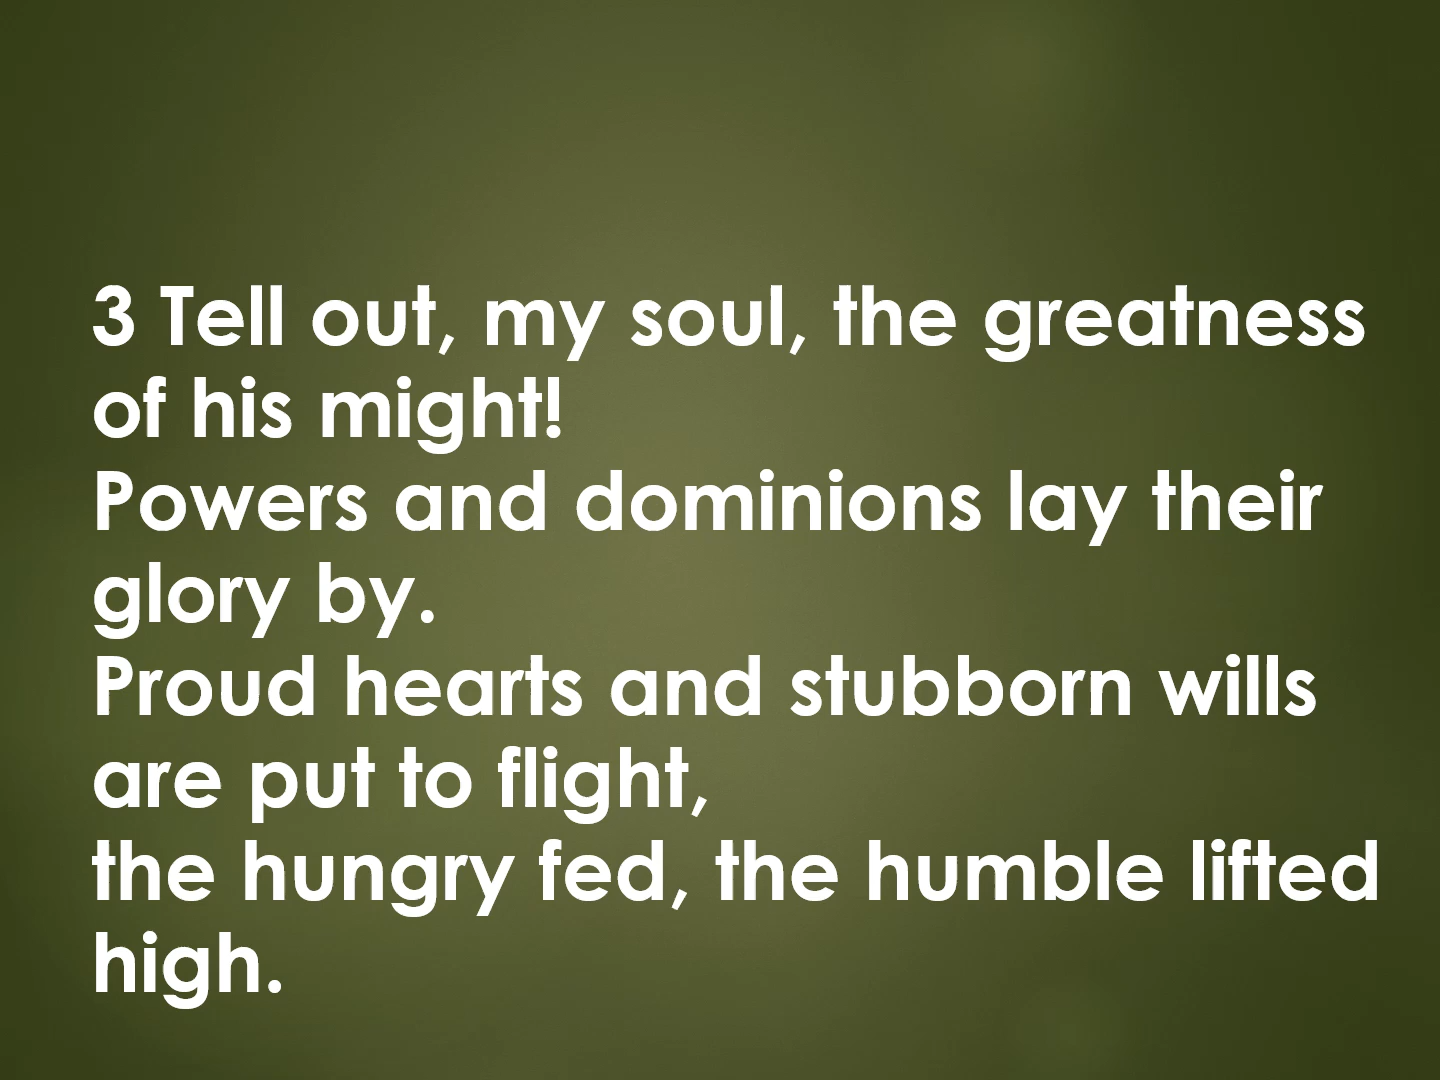 3 Tell out, my soul, the greatness
of his might!
Powers and dominions lay their
glory by.
Proud hearts and stubborn wills
are put to flight,
the hungry fed, the humble lifted
high.